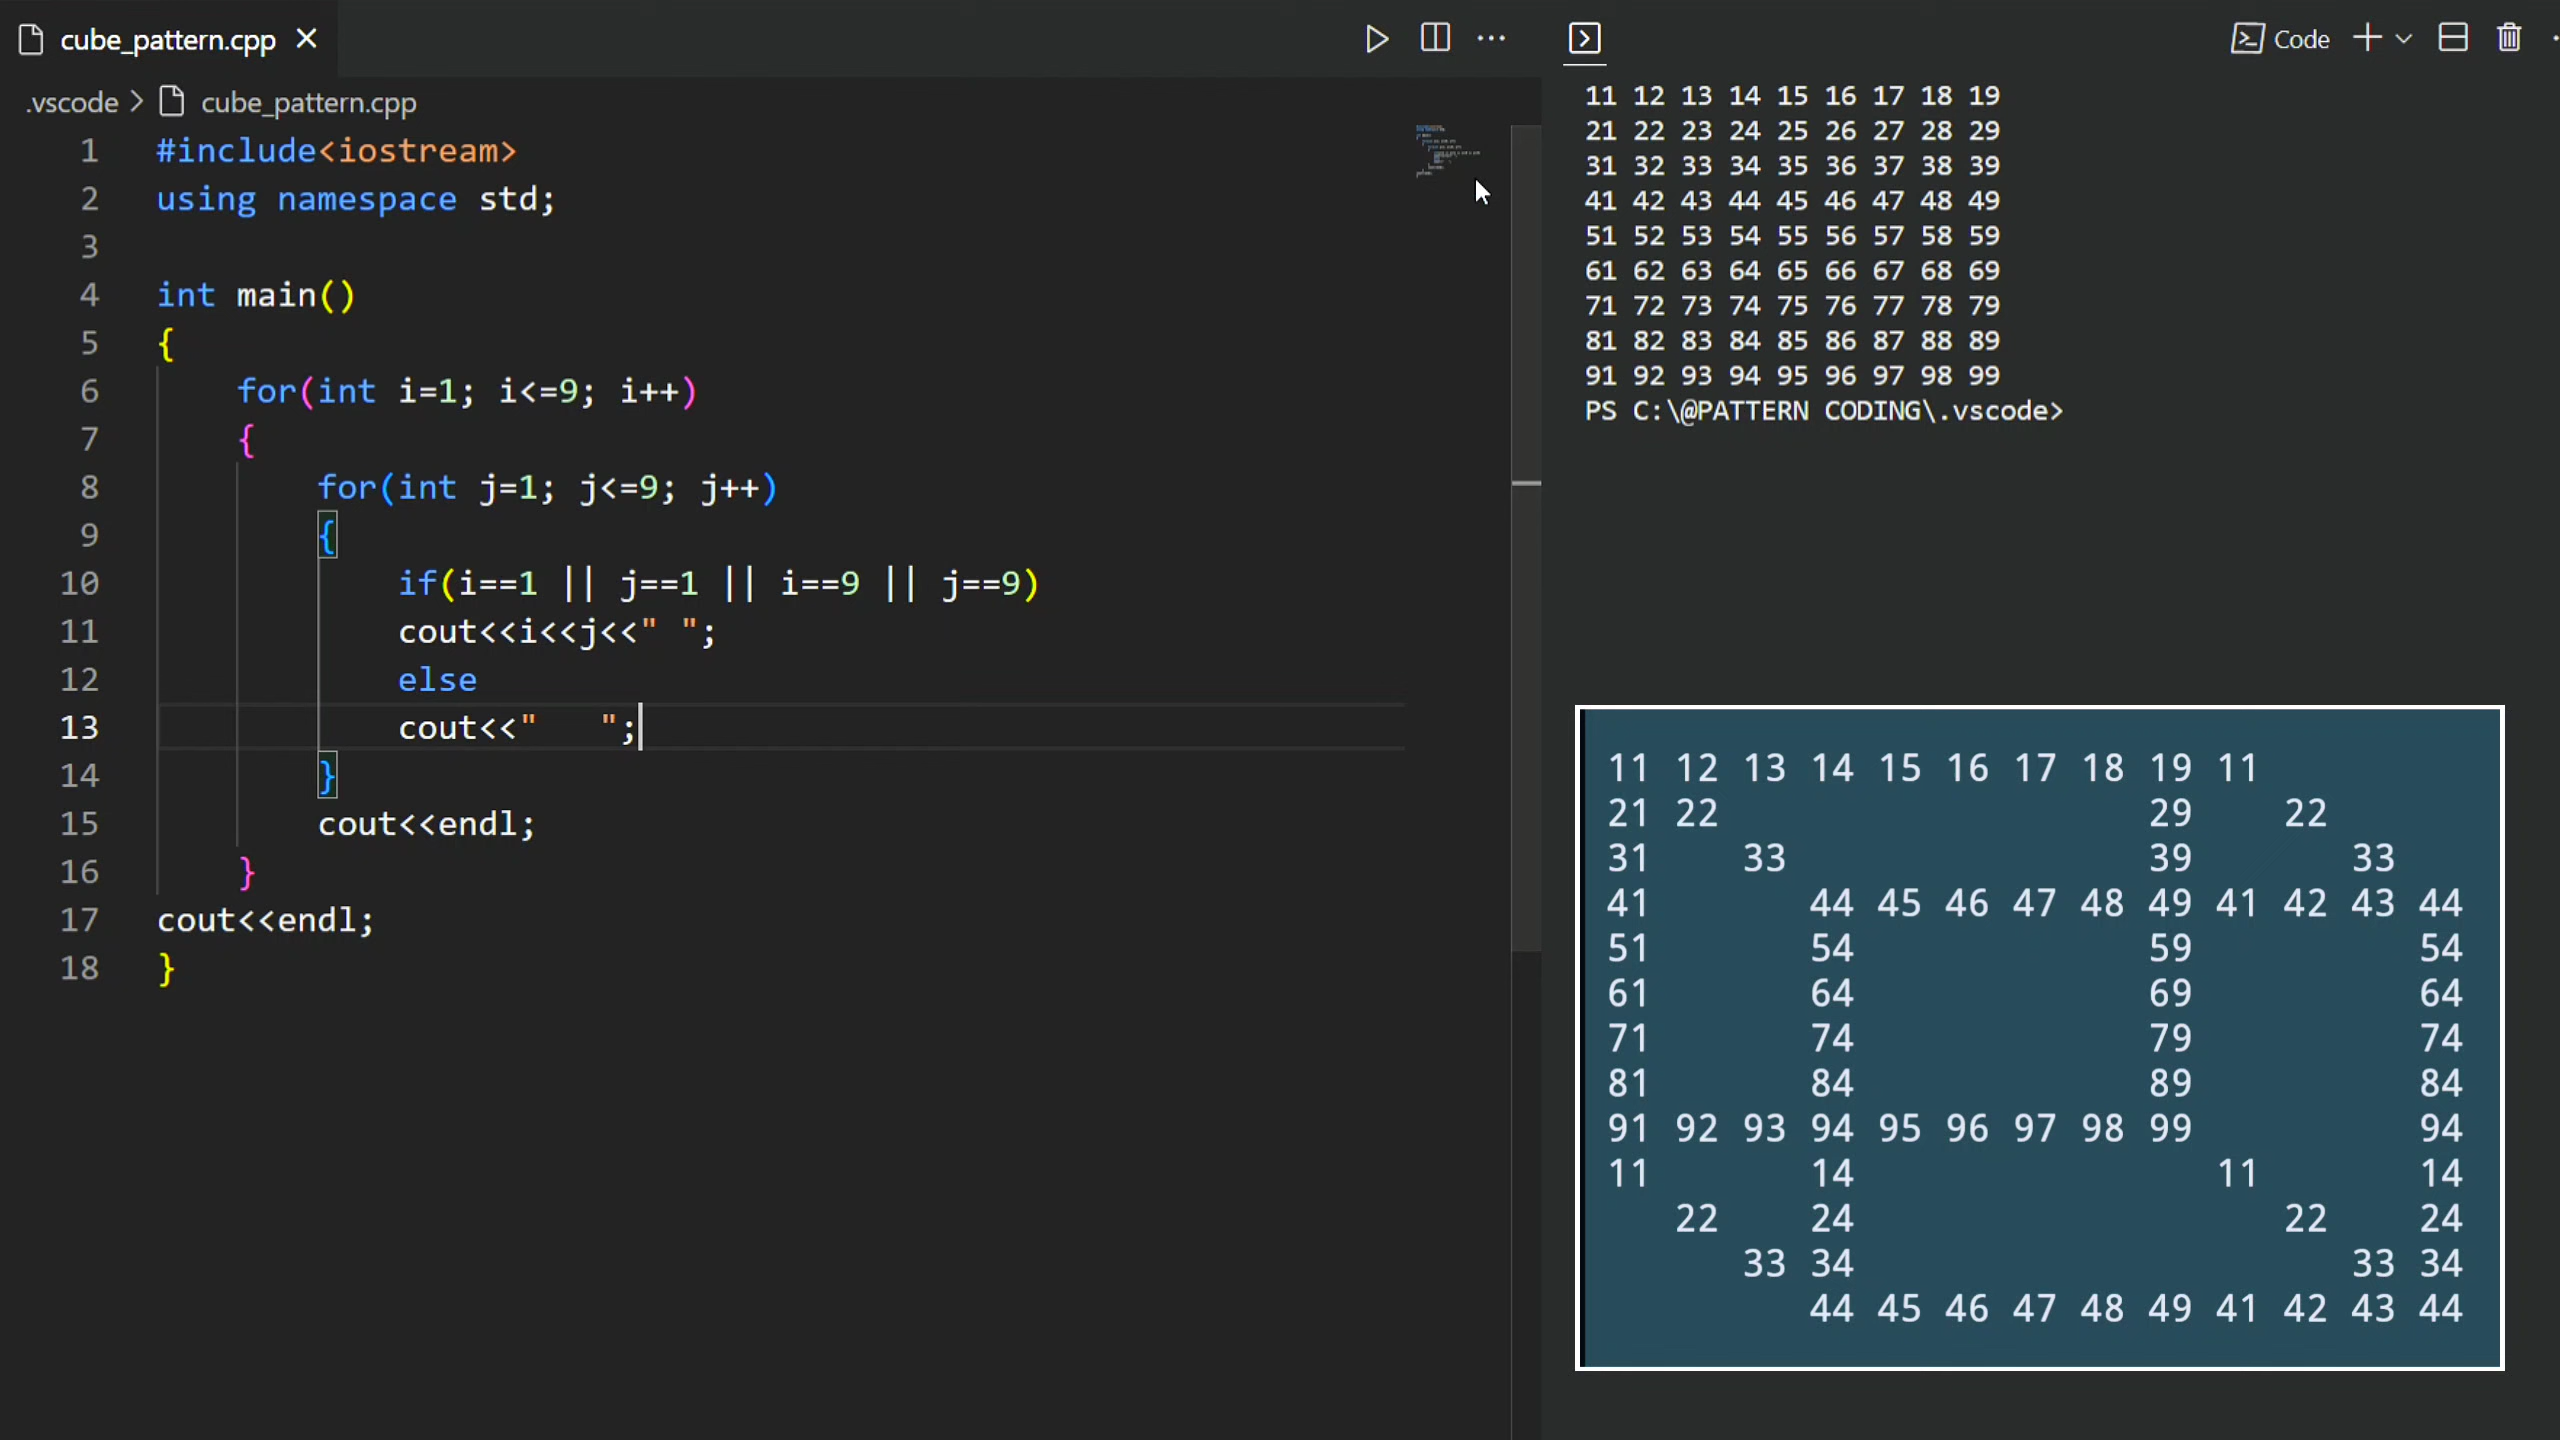 cube_pattern.cpp
.vscode > cube_pattern.cpp
1 #include<iostream>
2 using namespace std;
3
4 int main()
5 {
6     for(int i=1; i<=9; i++)
7     {
8         for(int j=1; j<=9; j++)
9         {
10             if(i==1 || j==1 || i==9 || j==9)
11             cout<<i<<j<<" ";
12             else
13             cout<<"   ";
14         }
15         cout<<endl;
16     }
17 cout<<endl;
18 }
Code
11 12 13 14 15 16 17 18 19
21 22 23 24 25 26 27 28 29
31 32 33 34 35 36 37 38 39
41 42 43 44 45 46 47 48 49
51 52 53 54 55 56 57 58 59
61 62 63 64 65 66 67 68 69
71 72 73 74 75 76 77 78 79
81 82 83 84 85 86 87 88 89
91 92 93 94 95 96 97 98 99
PS C:\@PATTERN CODING\.vscode>
11 12 13 14 15 16 17 18 19 11
21 22                   29    22
31    33                39       33
41       44 45 46 47 48 49 41 42 43 44
51       54             59          54
61       64             69          64
71       74             79          74
81       84             89          84
91 92 93 94 95 96 97 98 99          94
11       14                11       14
   22    24                   22    24
      33 34                      33 34
         44 45 46 47 48 49 41 42 43 44